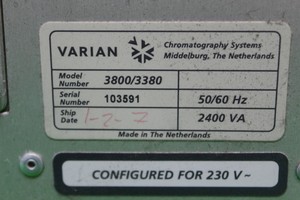 VARIAN Chromatography Systems
Middelburg, The Netherlands
Model Number 3800/3380
Serial Number 103591 50/60 Hz
Ship Date 2400 VA
Made in The Netherlands
CONFIGURED FOR 230 V~